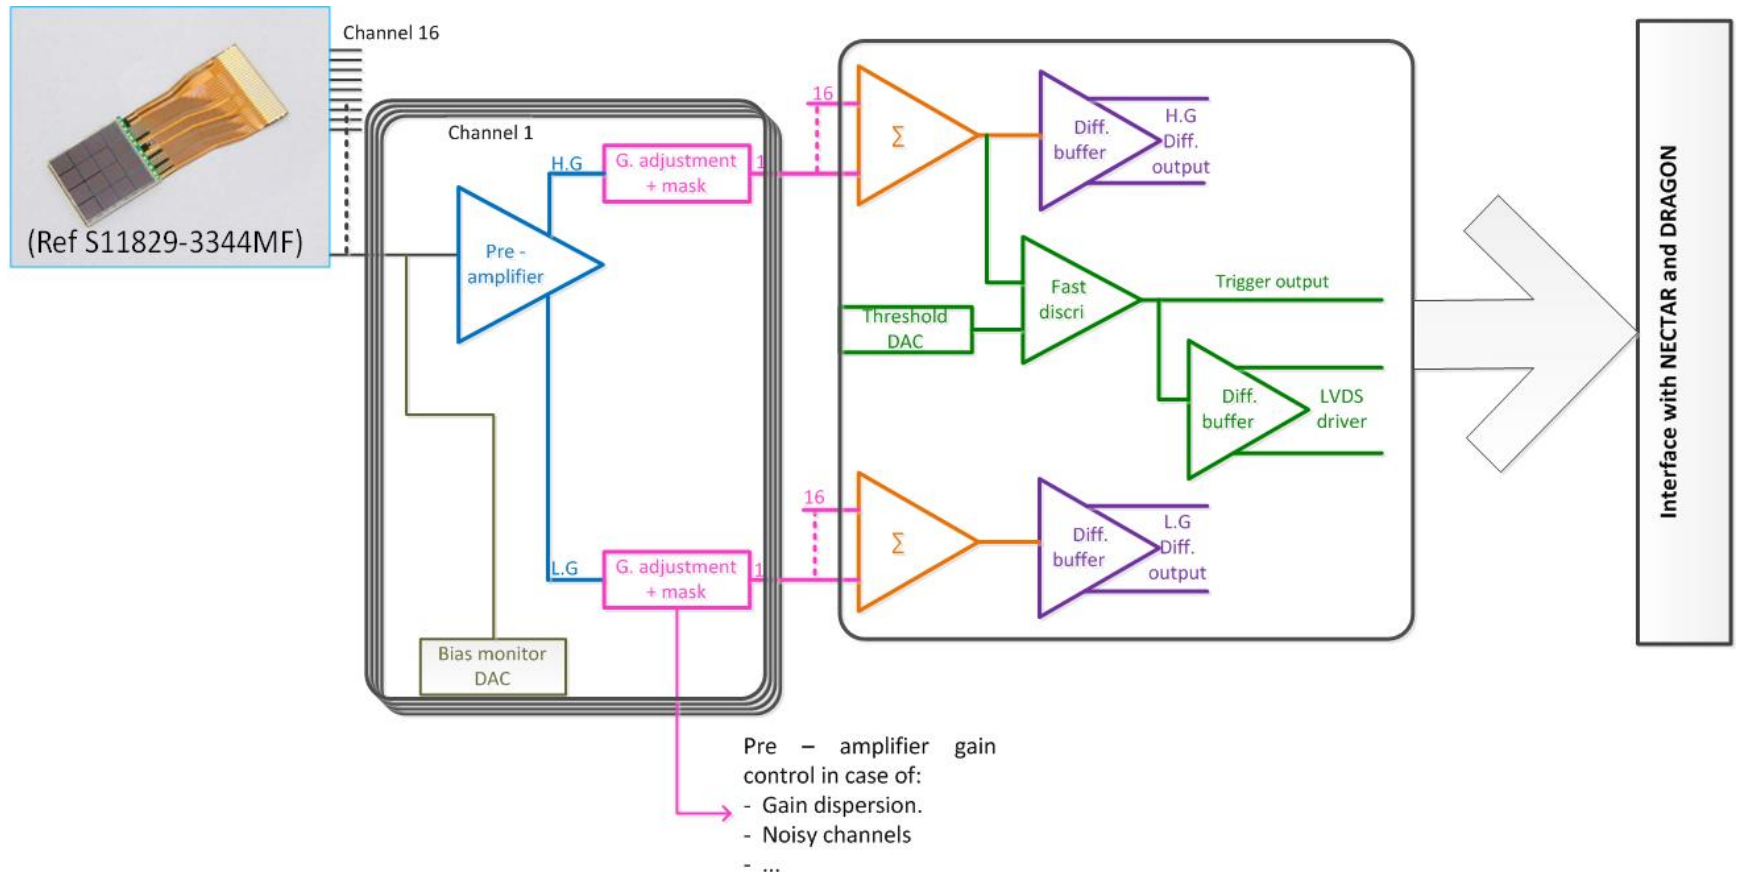 Channel 16
(Ref S11829-3344MF)
Channel 1
Pre -
amplifier
H.G
G. adjustment
+ mask
1
L.G
G. adjustment
+ mask
1
Bias monitor
DAC
Pre – amplifier gain
control in case of:
- Gain dispersion.
- Noisy channels
- ...
16
Σ
Diff.
buffer
H.G
Diff.
output
Threshold
DAC
Fast
discri
Trigger output
Diff.
buffer
LVDS
driver
16
Σ
Diff.
buffer
L.G
Diff.
output
Interface with NECTAR and DRAGON